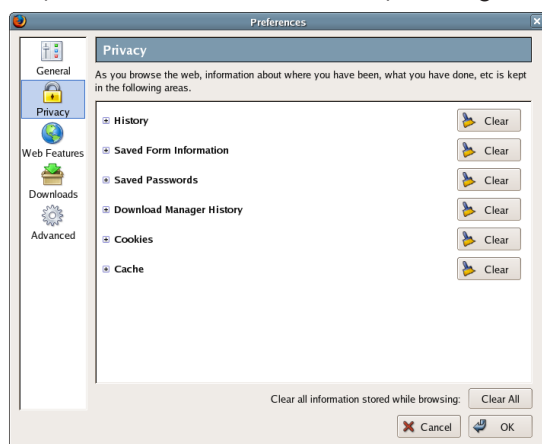 Preferences
General
Privacy
Web Features
Downloads
Advanced
Privacy
As you browse the web, information about where you have been, what you have done, etc is kept
in the following areas.
History Clear
Saved Form Information Clear
Saved Passwords Clear
Download Manager History Clear
Cookies Clear
Cache Clear
Clear all information stored while browsing: Clear All
Cancel OK